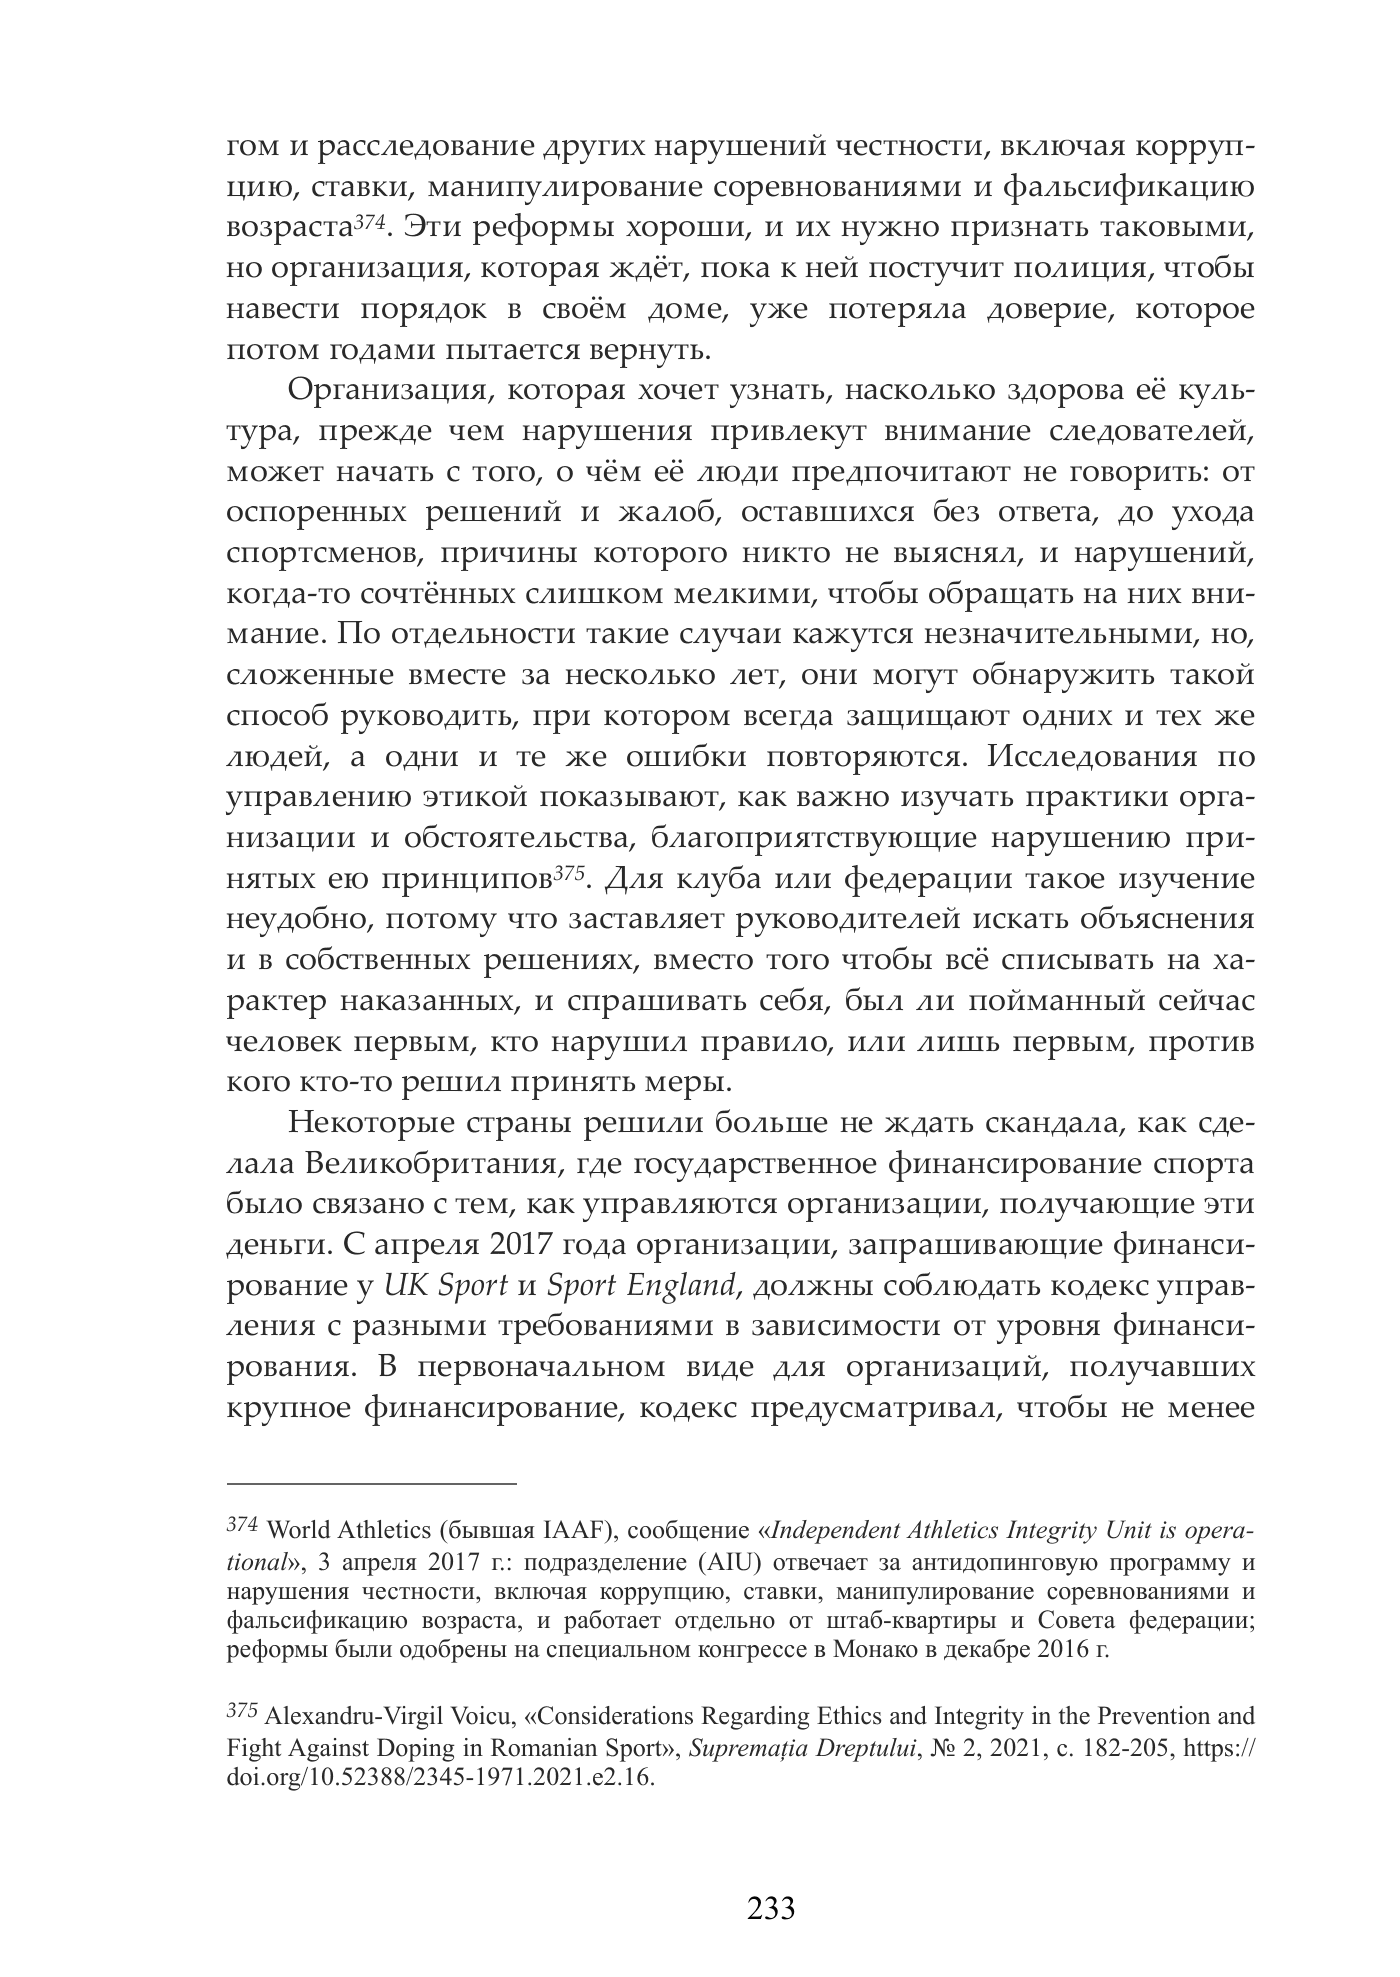 гом и расследование других нарушений честности, включая корруп-
цию, ставки, манипулирование соревнованиями и фальсификацию
возраста374. Эти реформы хороши, и их нужно признать таковыми,
но организация, которая ждёт, пока к ней постучит полиция, чтобы
навести порядок в своём доме, уже потеряла доверие, которое
потом годами пытается вернуть.
Организация, которая хочет узнать, насколько здорова её куль-
тура, прежде чем нарушения привлекут внимание следователей,
может начать с того, о чём её люди предпочитают не говорить: от
оспоренных решений и жалоб, оставшихся без ответа, до ухода
спортсменов, причины которого никто не выяснял, и нарушений,
когда-то сочтённых слишком мелкими, чтобы обращать на них вни-
мание. По отдельности такие случаи кажутся незначительными, но,
сложенные вместе за несколько лет, они могут обнаружить такой
способ руководить, при котором всегда защищают одних и тех же
людей, а одни и те же ошибки повторяются. Исследования по
управлению этикой показывают, как важно изучать практики орга-
низации и обстоятельства, благоприятствующие нарушению при-
нятых ею принципов375. Для клуба или федерации такое изучение
неудобно, потому что заставляет руководителей искать объяснения
и в собственных решениях, вместо того чтобы всё списывать на ха-
рактер наказанных, и спрашивать себя, был ли пойманный сейчас
человек первым, кто нарушил правило, или лишь первым, против
кого кто-то решил принять меры.
Некоторые страны решили больше не ждать скандала, как сде-
лала Великобритания, где государственное финансирование спорта
было связано с тем, как управляются организации, получающие эти
деньги. С апреля 2017 года организации, запрашивающие финанси-
рование у UK Sport и Sport England, должны соблюдать кодекс управ-
ления с разными требованиями в зависимости от уровня финанси-
рования. В первоначальном виде для организаций, получавших
крупное финансирование, кодекс предусматривал, чтобы не менее
374 World Athletics (бывшая IAAF), сообщение «Independent Athletics Integrity Unit is opera-
tional», 3 апреля 2017 г.: подразделение (AIU) отвечает за антидопинговую программу и
нарушения честности, включая коррупцию, ставки, манипулирование соревнованиями и
фальсификацию возраста, и работает отдельно от штаб-квартиры и Совета федерации;
реформы были одобрены на специальном конгрессе в Монако в декабре 2016 г.
375 Alexandru-Virgil Voicu, «Considerations Regarding Ethics and Integrity in the Prevention and
Fight Against Doping in Romanian Sport», Supremația Dreptului, № 2, 2021, с. 182-205, https://
doi.org/10.52388/2345-1971.2021.e2.16.
233